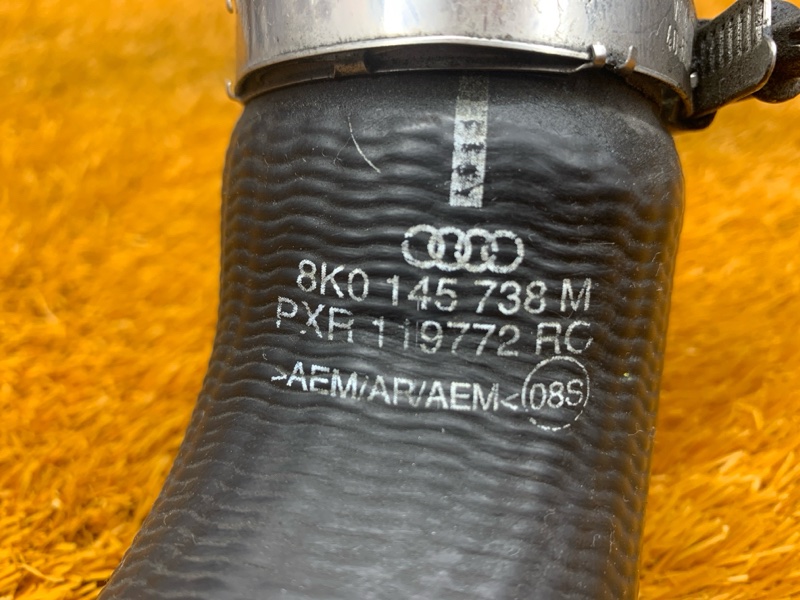 8K0 145 738 M
PXR 119772 RC
>AEM/AR/AEM< 08S